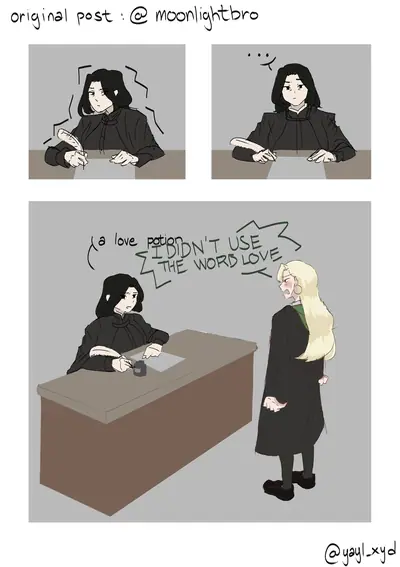 original post : @ moonlightbro
...
a love potion
I DIDN'T USE
THE WORD LOVE
@yayl_xyd